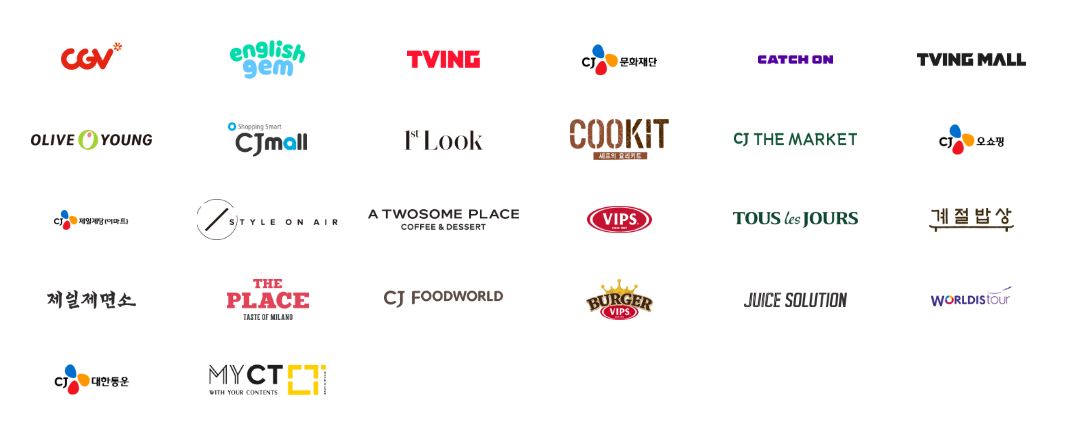 CGV
english
gem
TVING
CJ 문화재단
CATCH ON
TVING MALL
OLIVE YOUNG
Shopping Smart
CJmall
1st Look
COOKIT
셰프의 요리키트
CJ THE MARKET
CJ 오쇼핑
CJ 제일제당(이마트)
STYLE ON AIR
A TWOSOME PLACE
COFFEE & DESSERT
VIPS
TOUS les JOURS
계절밥상
제일제면소
THE
PLACE
TASTE OF MILANO
CJ FOODWORLD
BURGER
VIPS
JUICE SOLUTION
WORLDIStour
CJ 대한통운
MYCT
WITH YOUR CONTENTS